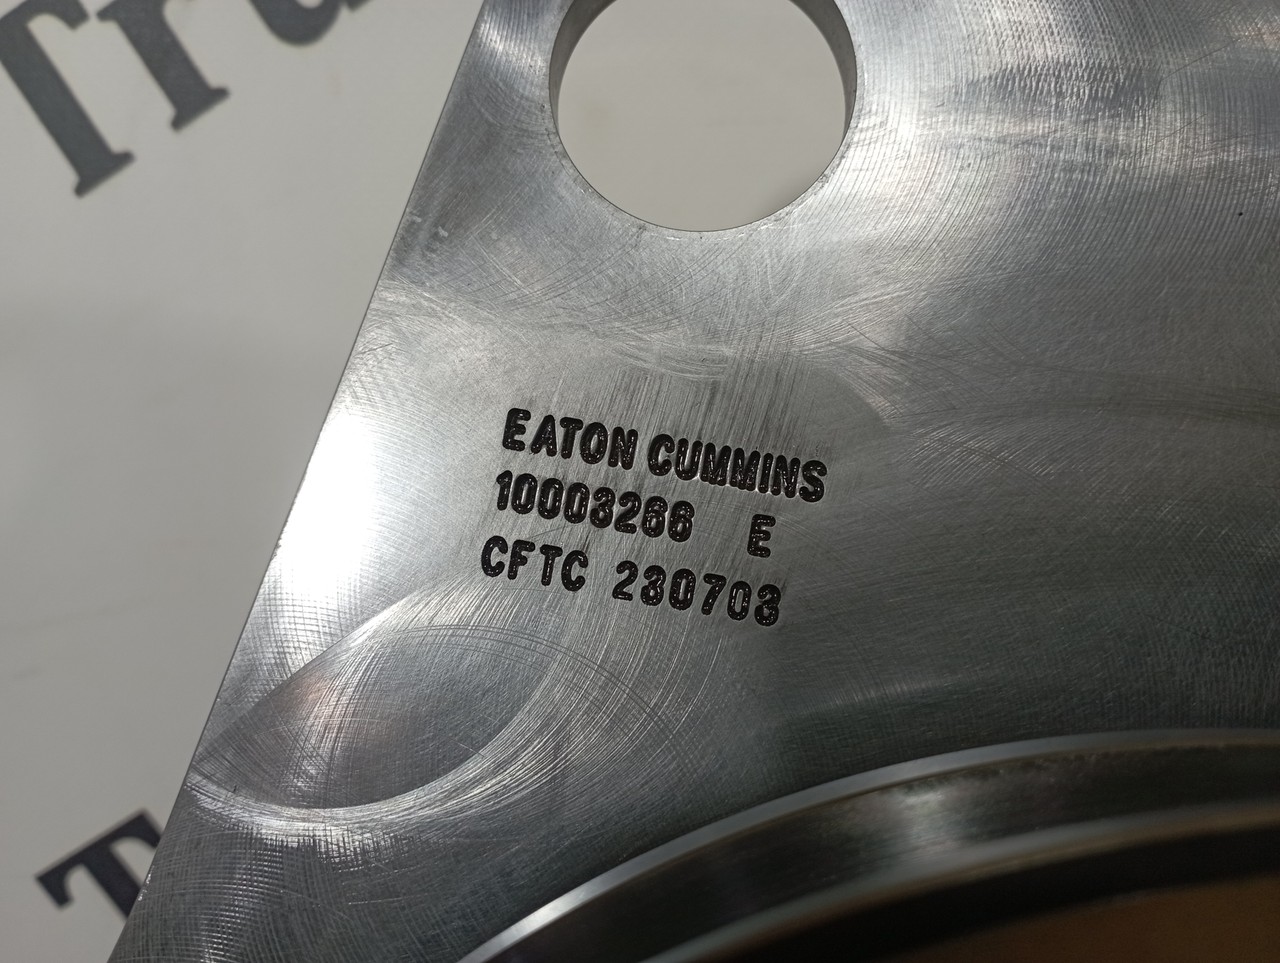 EATON CUMMINS
10003266 E
CFTC 230703